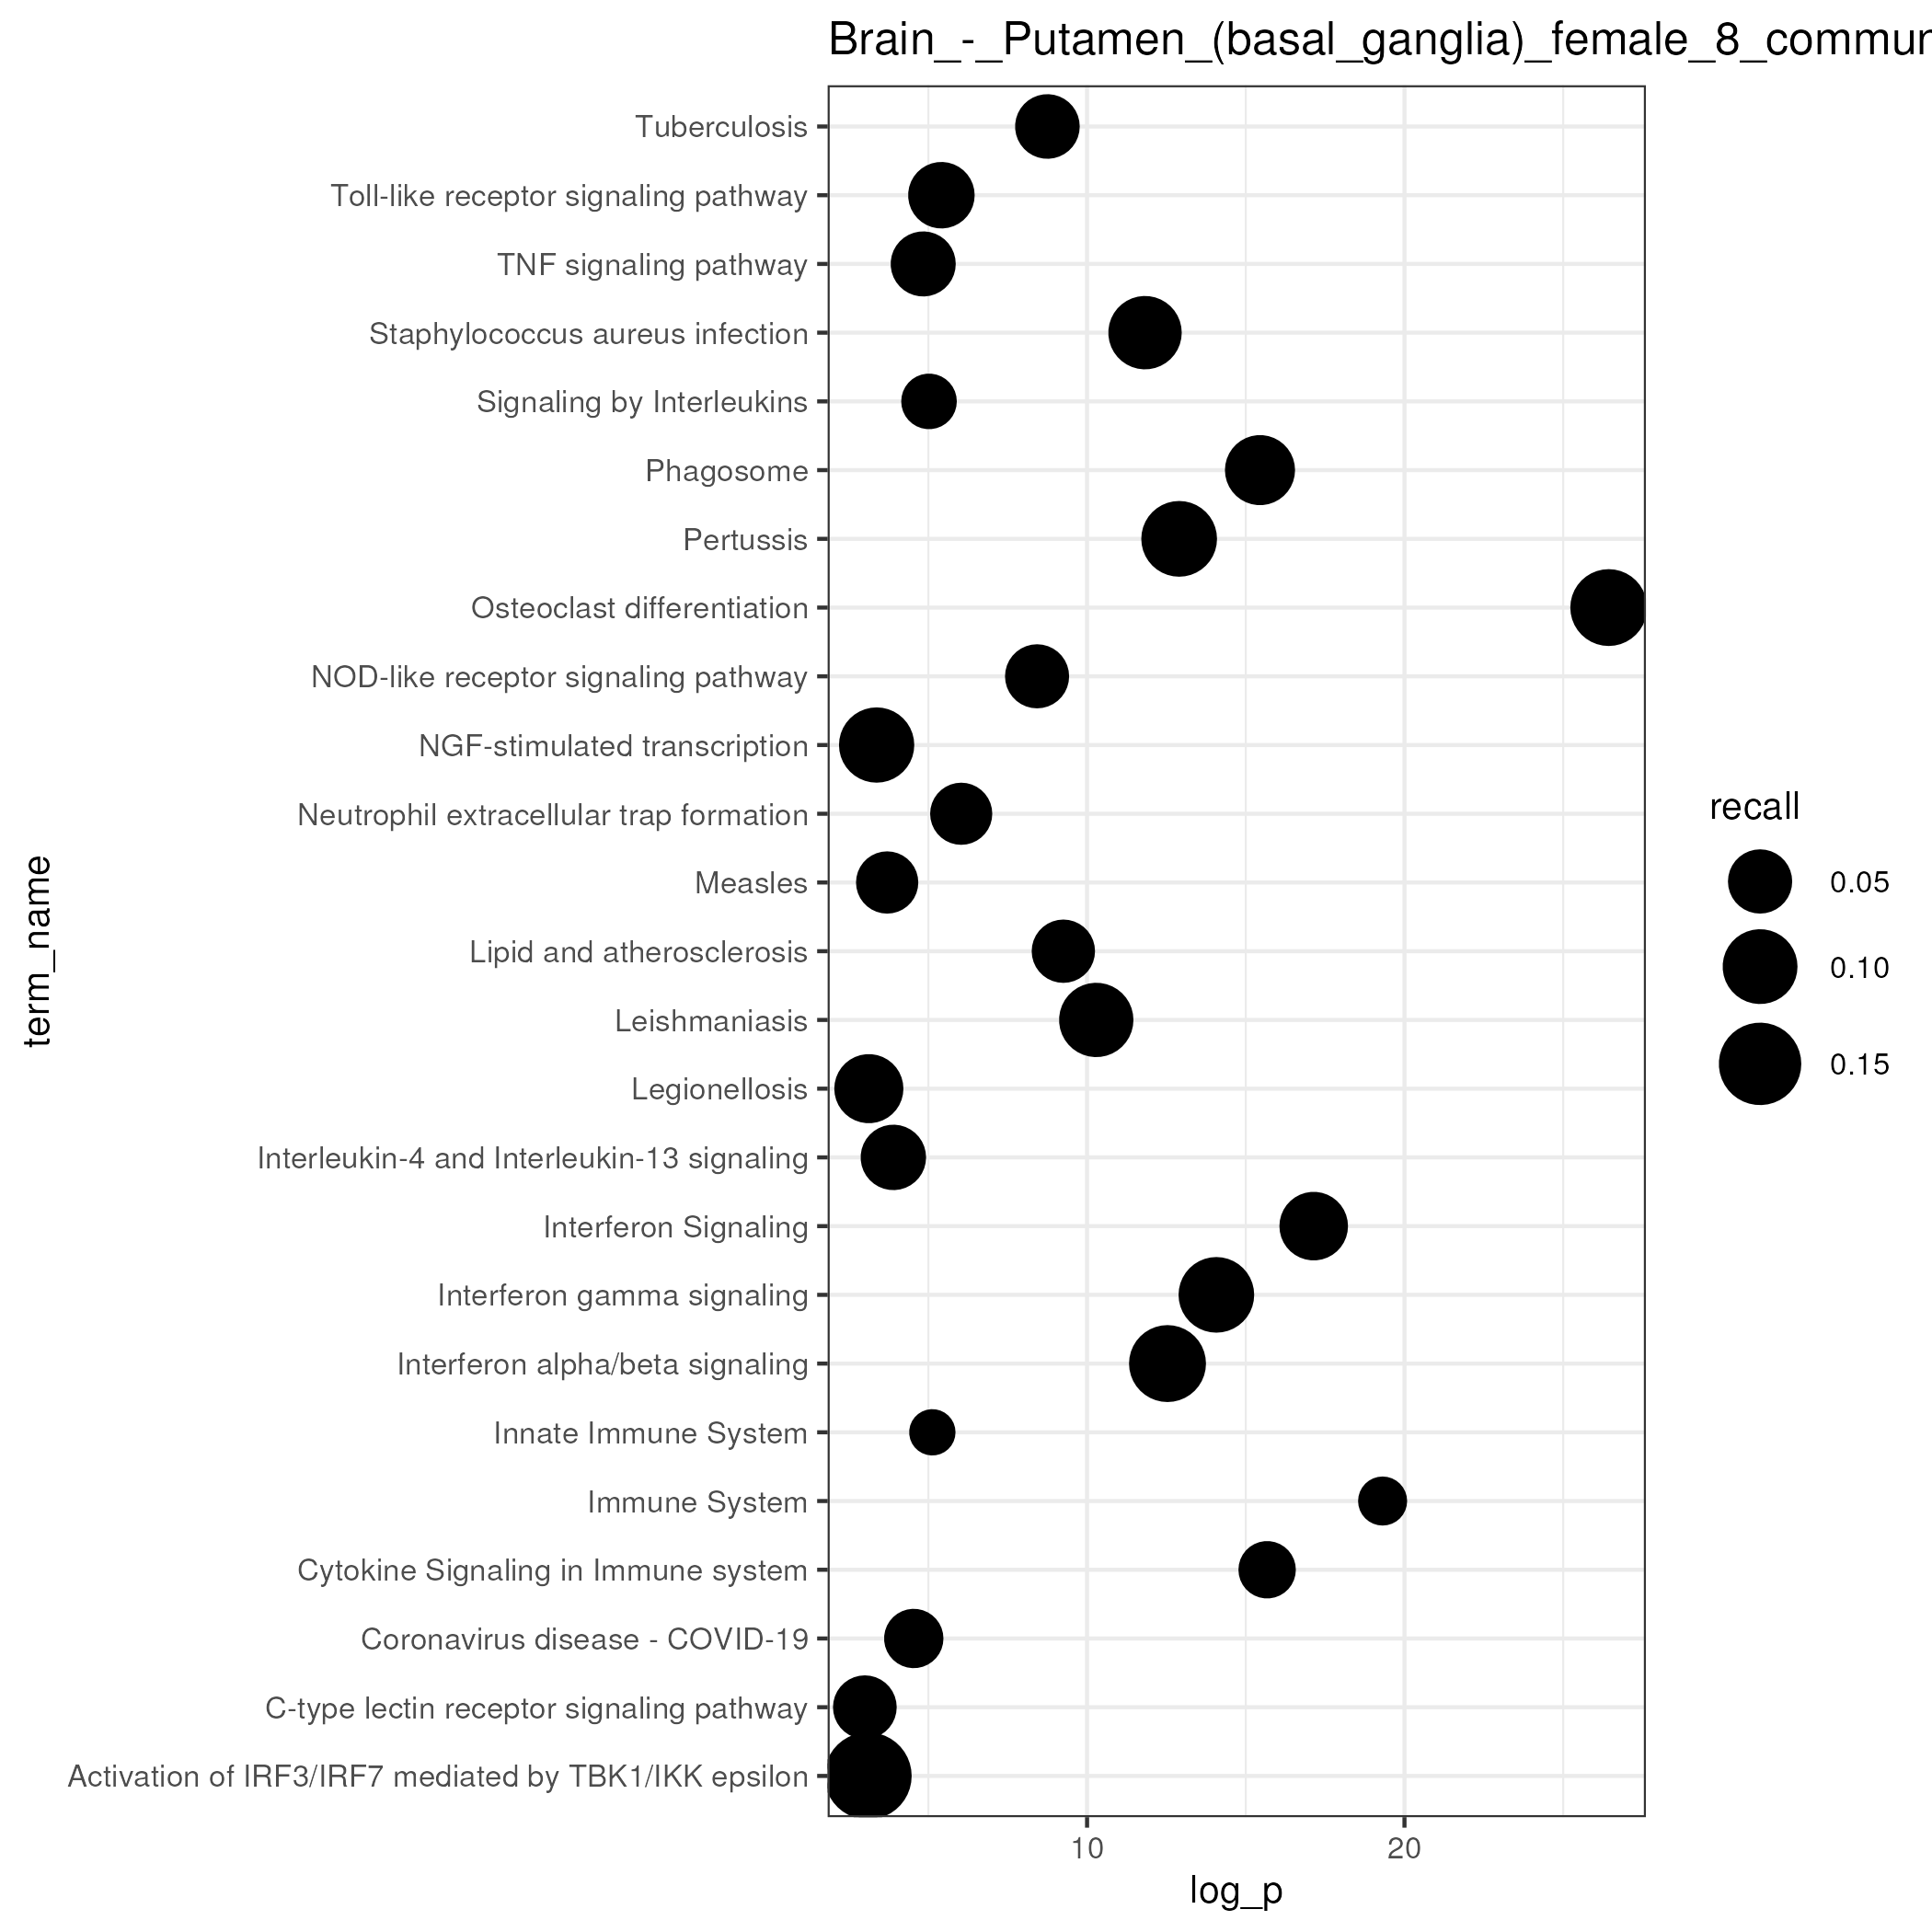 Brain_-_Putamen_(basal_ganglia)_female_8_commun
Tuberculosis
Toll-like receptor signaling pathway
TNF signaling pathway
Staphylococcus aureus infection
Signaling by Interleukins
Phagosome
Pertussis
Osteoclast differentiation
NOD-like receptor signaling pathway
NGF-stimulated transcription
Neutrophil extracellular trap formation
Measles
Lipid and atherosclerosis
Leishmaniasis
Legionellosis
Interleukin-4 and Interleukin-13 signaling
Interferon Signaling
Interferon gamma signaling
Interferon alpha/beta signaling
Innate Immune System
Immune System
Cytokine Signaling in Immune system
Coronavirus disease - COVID-19
C-type lectin receptor signaling pathway
Activation of IRF3/IRF7 mediated by TBK1/IKK epsilon
term_name
10
20
log_p
recall
0.05
0.10
0.15